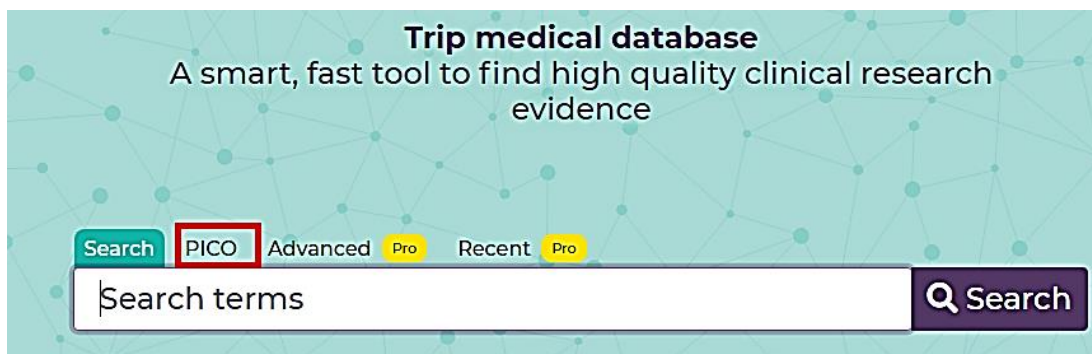 Trip medical database
A smart, fast tool to find high quality clinical research
evidence
Search PICO Advanced Pro Recent Pro
Search terms Search